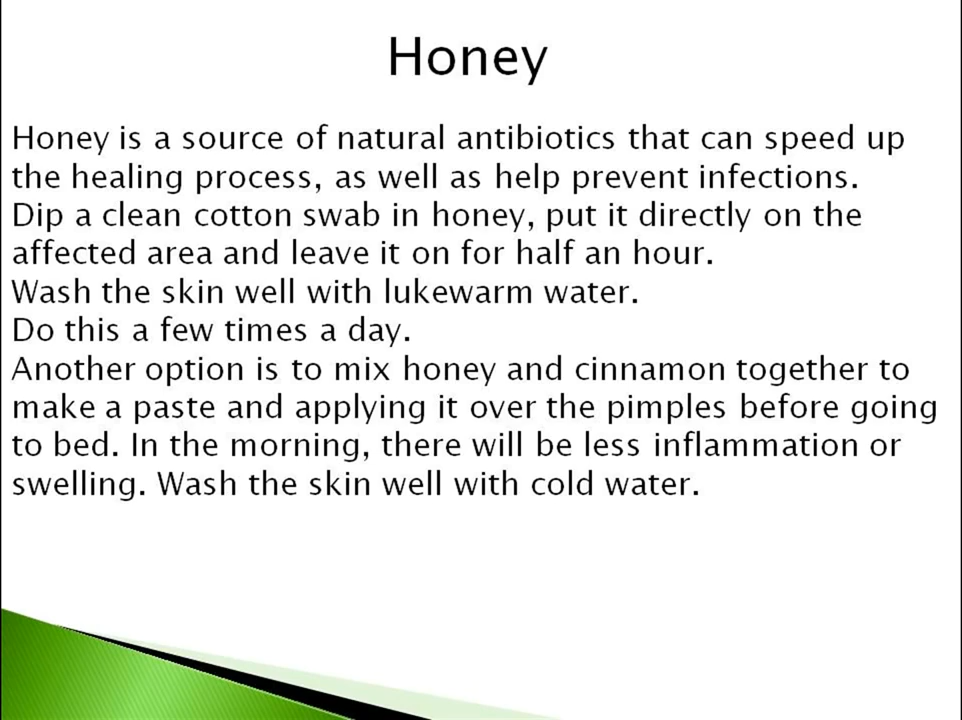 Honey
Honey is a source of natural antibiotics that can speed up
the healing process, as well as help prevent infections.
Dip a clean cotton swab in honey, put it directly on the
affected area and leave it on for half an hour.
Wash the skin well with lukewarm water.
Do this a few times a day.
Another option is to mix honey and cinnamon together to
make a paste and applying it over the pimples before going
to bed. In the morning, there will be less inflammation or
swelling. Wash the skin well with cold water.